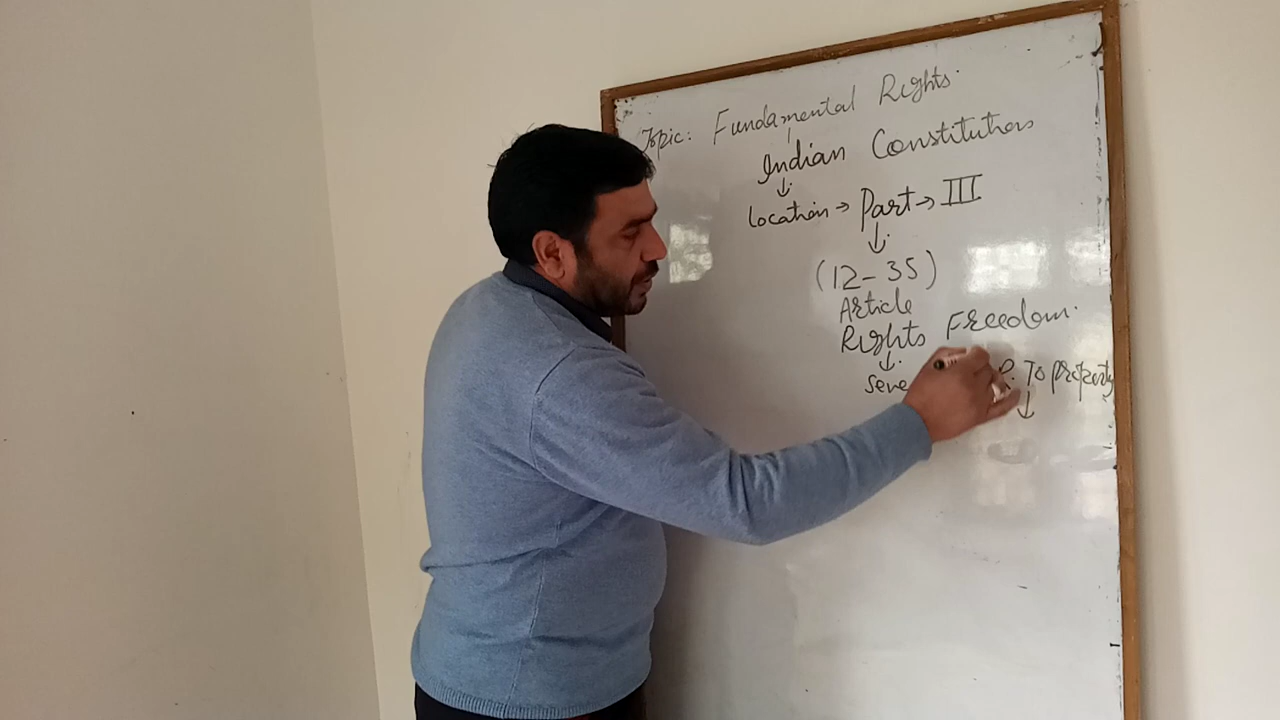 Topic: Fundamental Rights
Indian Constitution
location → Part → III
(12-35)
Article
Rights Freedom
R. To property